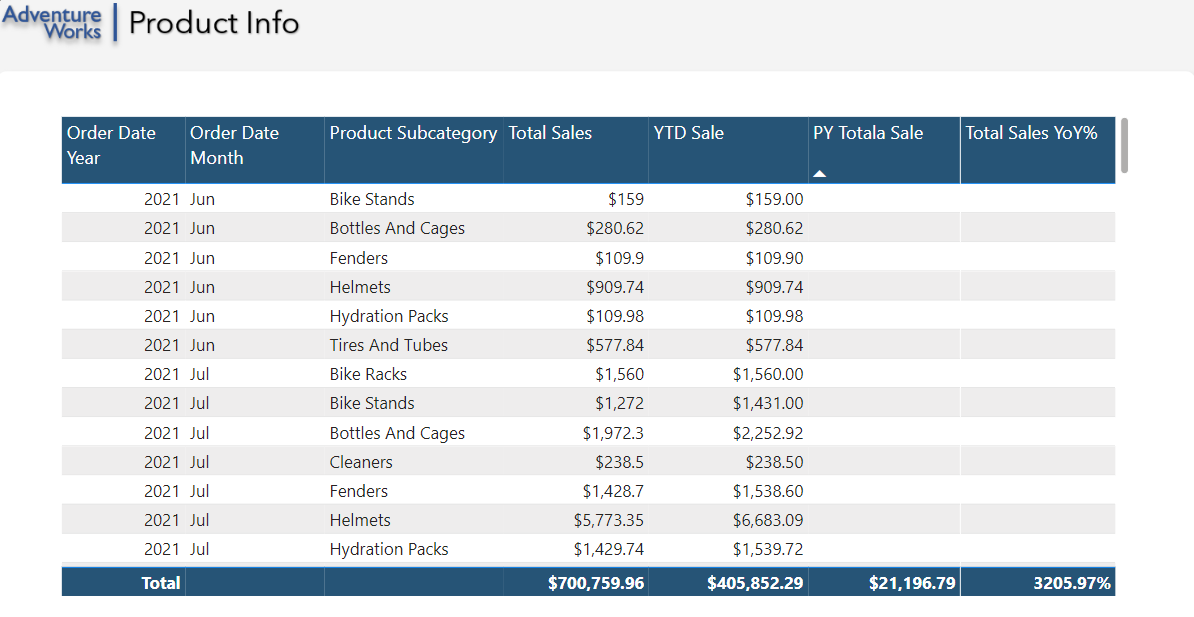 Adventure
Works
Product Info
Order Date Year Order Date Month Product Subcategory Total Sales YTD Sale PY Totala Sale Total Sales YoY%
2021 Jun Bike Stands $159 $159.00
2021 Jun Bottles And Cages $280.62 $280.62
2021 Jun Fenders $109.9 $109.90
2021 Jun Helmets $909.74 $909.74
2021 Jun Hydration Packs $109.98 $109.98
2021 Jun Tires And Tubes $577.84 $577.84
2021 Jul Bike Racks $1,560 $1,560.00
2021 Jul Bike Stands $1,272 $1,431.00
2021 Jul Bottles And Cages $1,972.3 $2,252.92
2021 Jul Cleaners $238.5 $238.50
2021 Jul Fenders $1,428.7 $1,538.60
2021 Jul Helmets $5,773.35 $6,683.09
2021 Jul Hydration Packs $1,429.74 $1,539.72
Total $700,759.96 $405,852.29 $21,196.79 3205.97%